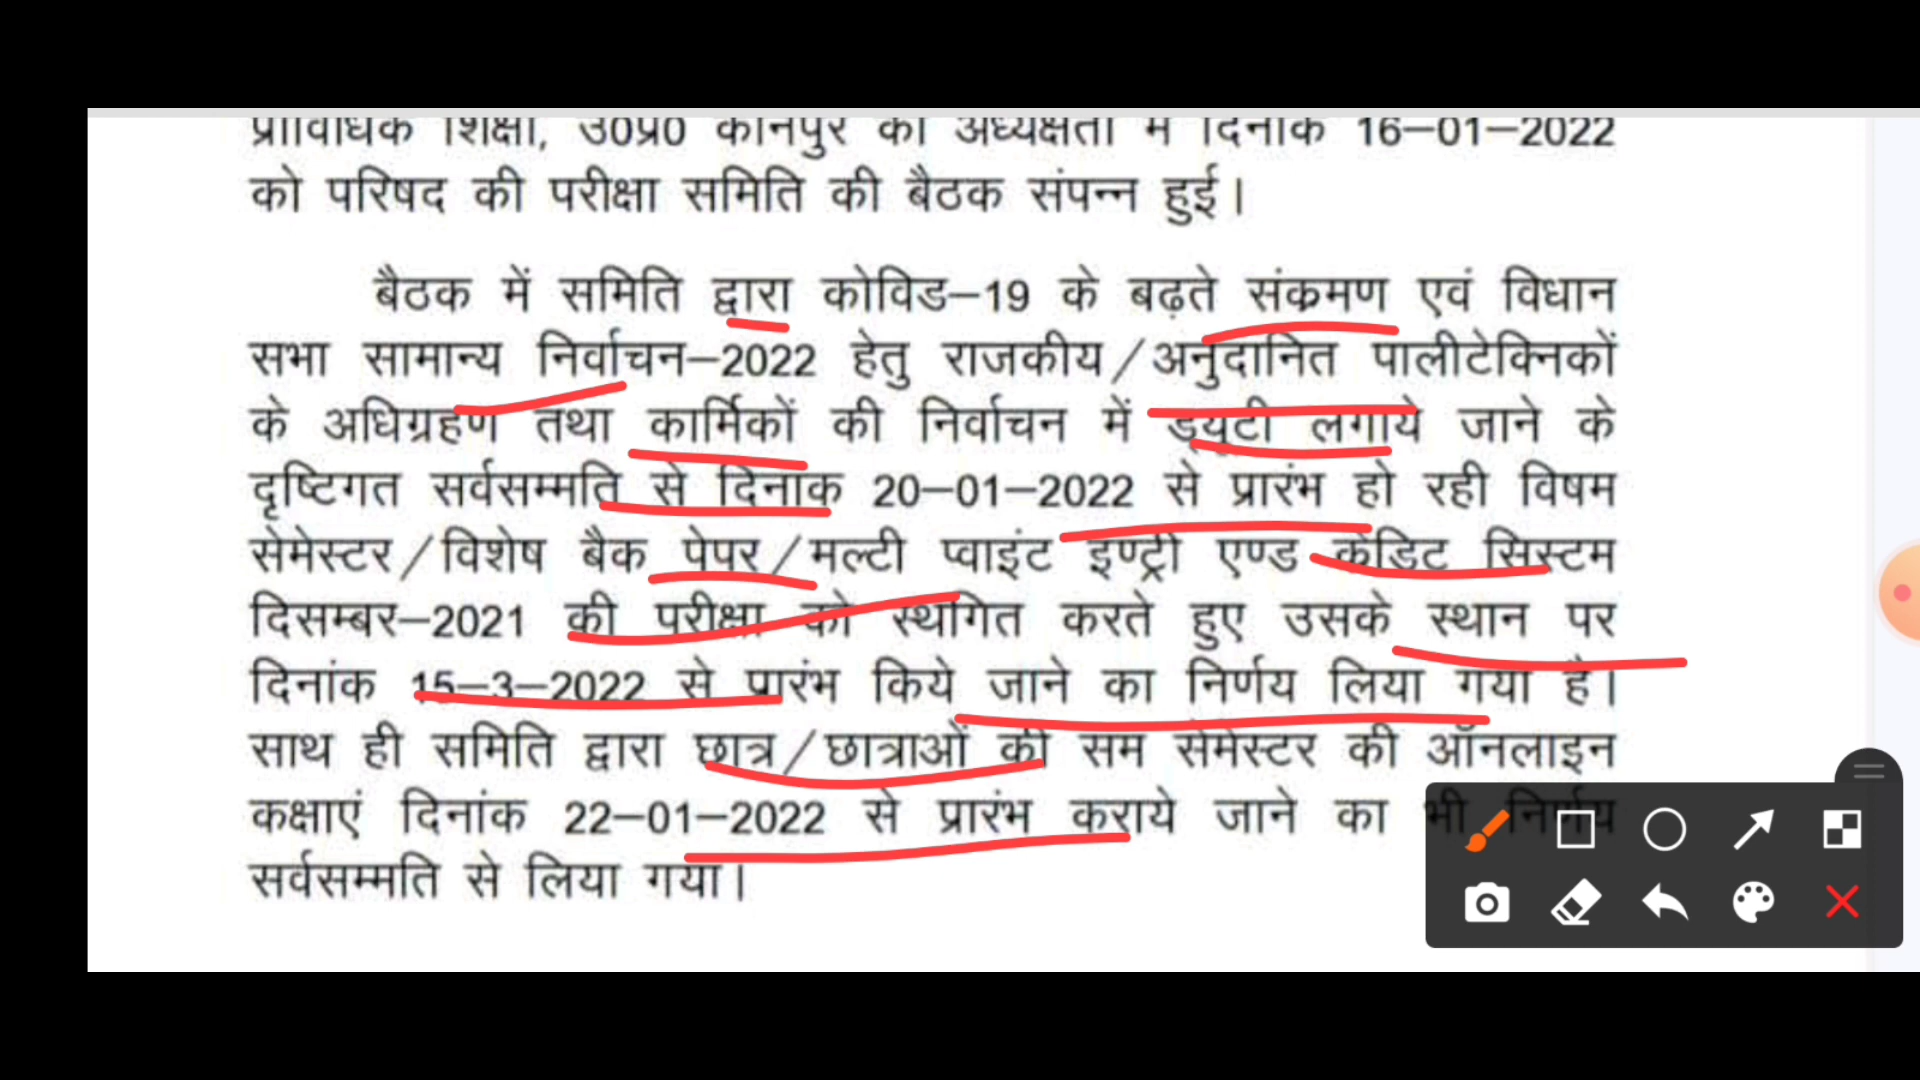 प्राविधिक शिक्षा, उ0प्र0 कानपुर की अध्यक्षता में दिनांक 16–01–2022
को परिषद की परीक्षा समिति की बैठक संपन्न हुई।
बैठक में समिति द्वारा कोविड–19 के बढ़ते संक्रमण एवं विधान
सभा सामान्य निर्वाचन–2022 हेतु राजकीय/अनुदानित पालीटेक्निकों
के अधिग्रहण तथा कार्मिकों की निर्वाचन में ड्यूटी लगाये जाने के
दृष्टिगत सर्वसम्मति से दिनांक 20–01–2022 से प्रारंभ हो रही विषम
सेमेस्टर/विशेष बैक पेपर/मल्टी प्वाइंट इण्ट्री एण्ड केडिट सिस्टम
दिसम्बर–2021 की परीक्षा को स्थगित करते हुए उसके स्थान पर
दिनांक 15–3–2022 से प्रारंभ किये जाने का निर्णय लिया गया है।
साथ ही समिति द्वारा छात्र/छात्राओं की सम सेमेस्टर की ऑनलाइन
कक्षाएं दिनांक 22–01–2022 से प्रारंभ कराये जाने का भी निर्णय
सर्वसम्मति से लिया गया।